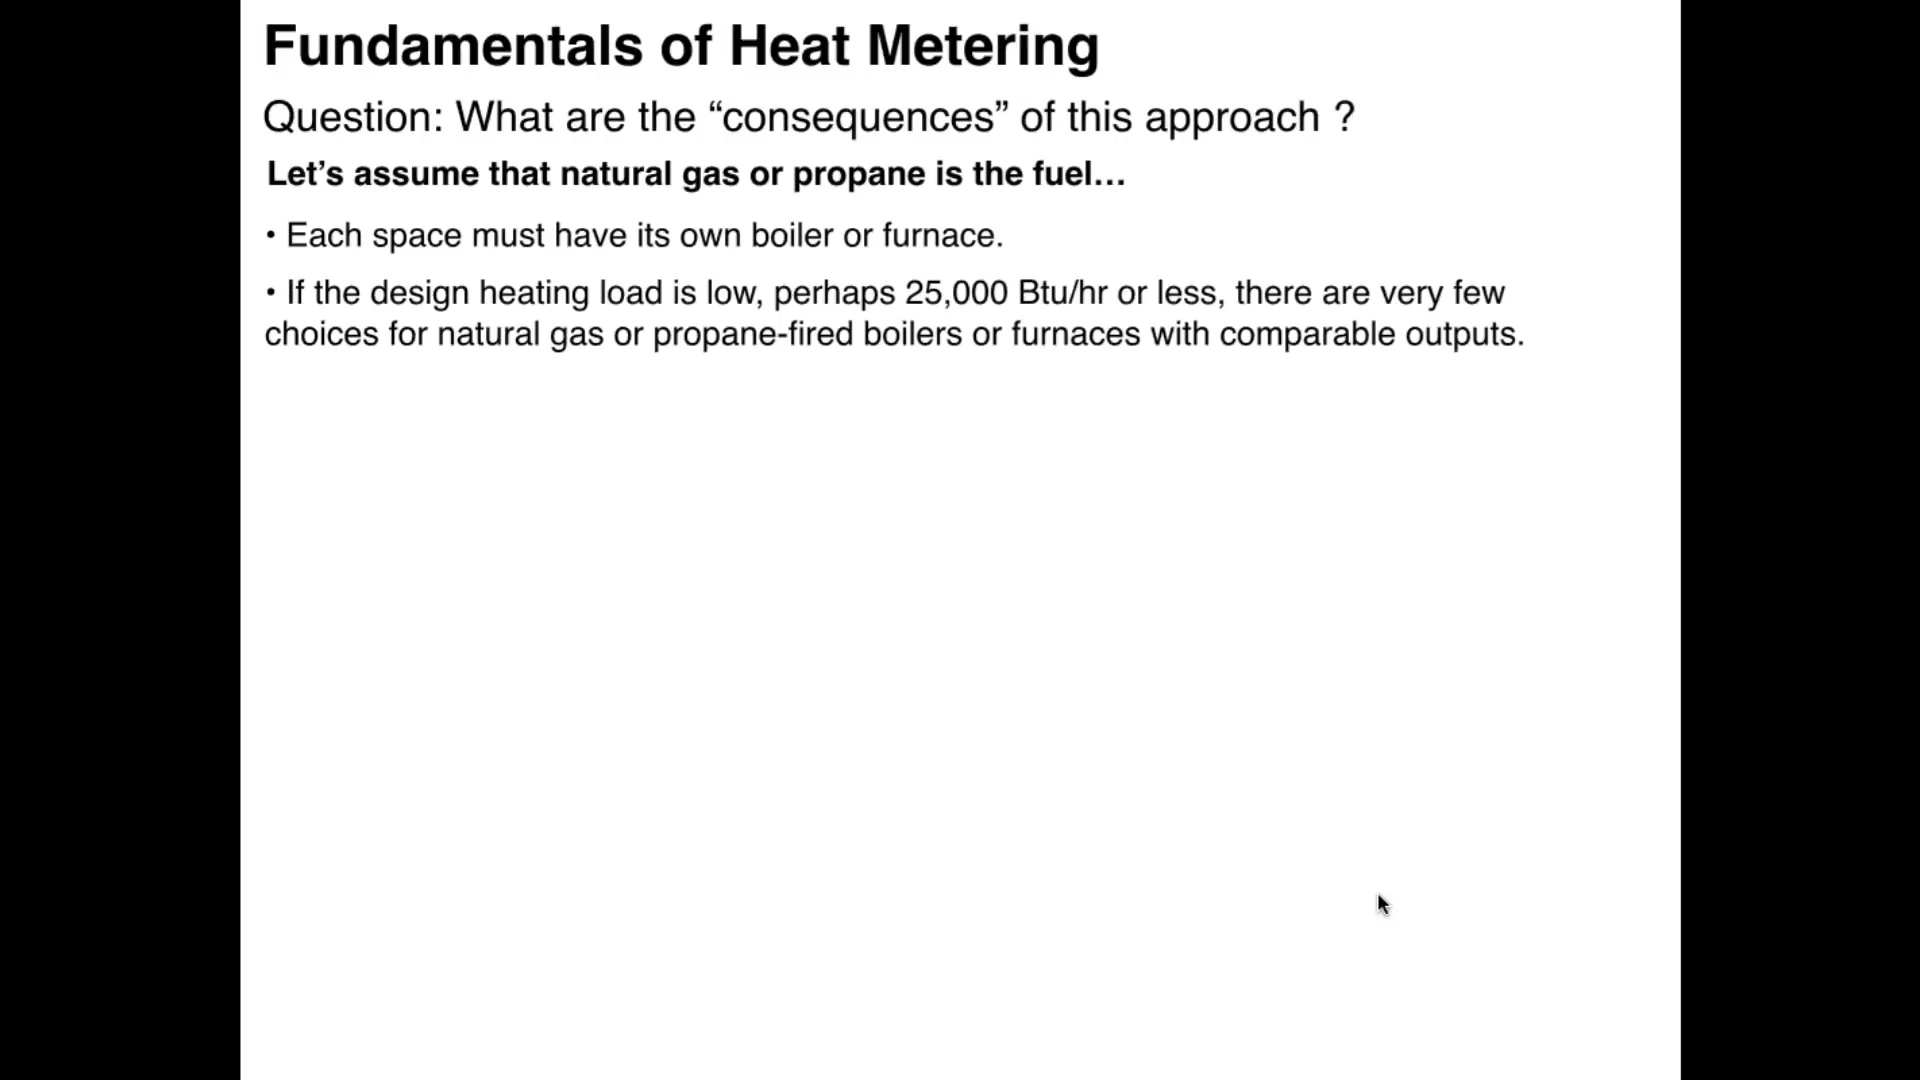 Fundamentals of Heat Metering
Question: What are the “consequences” of this approach ?
Let’s assume that natural gas or propane is the fuel…
• Each space must have its own boiler or furnace.
• If the design heating load is low, perhaps 25,000 Btu/hr or less, there are very few
choices for natural gas or propane-fired boilers or furnaces with comparable outputs.